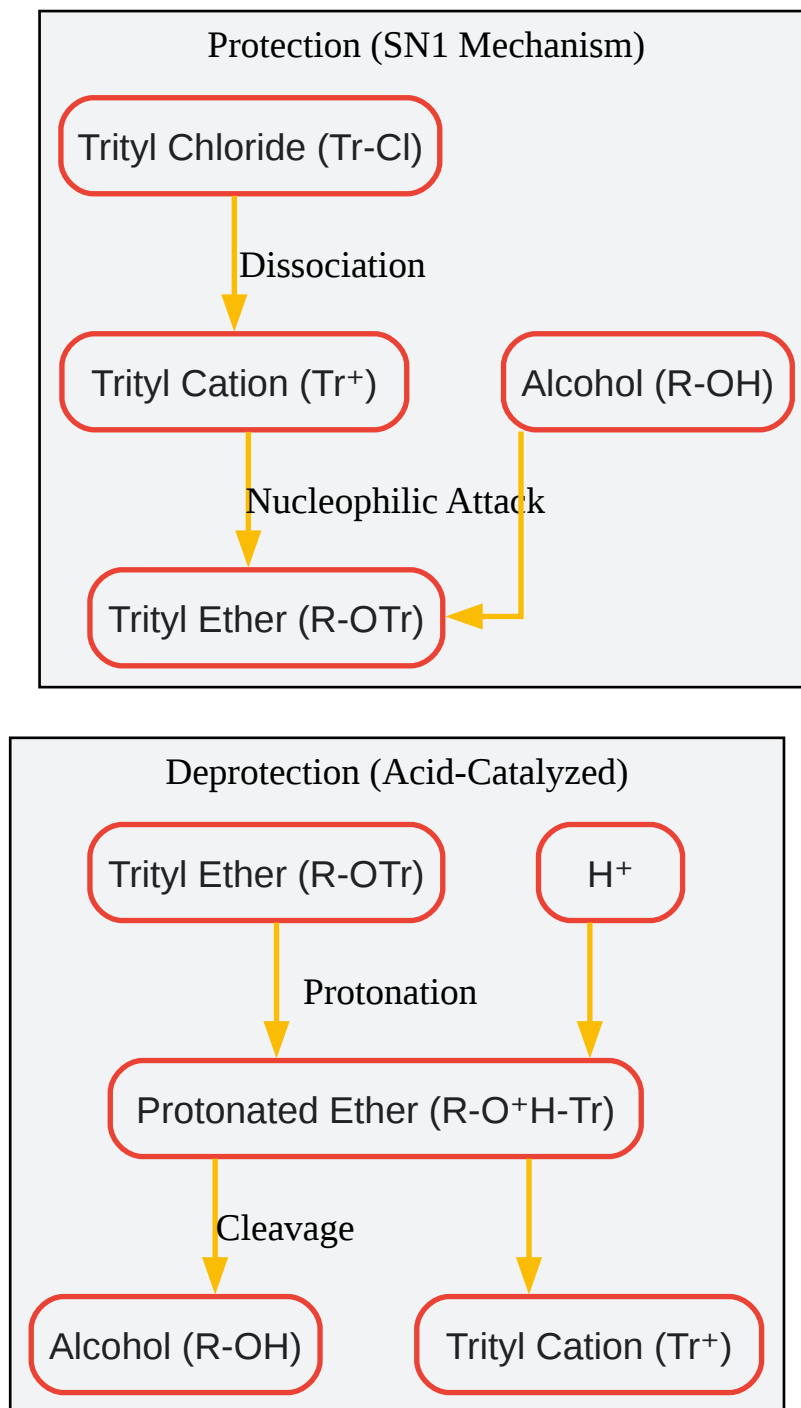 Protection (SN1 Mechanism)
Trityl Chloride (Tr-Cl)
Dissociation
Trityl Cation (Tr⁺)
Alcohol (R-OH)
Nucleophilic Attack
Trityl Ether (R-OTr)
Deprotection (Acid-Catalyzed)
Trityl Ether (R-OTr)
H⁺
Protonation
Protonated Ether (R-O⁺H-Tr)
Cleavage
Alcohol (R-OH)
Trityl Cation (Tr⁺)